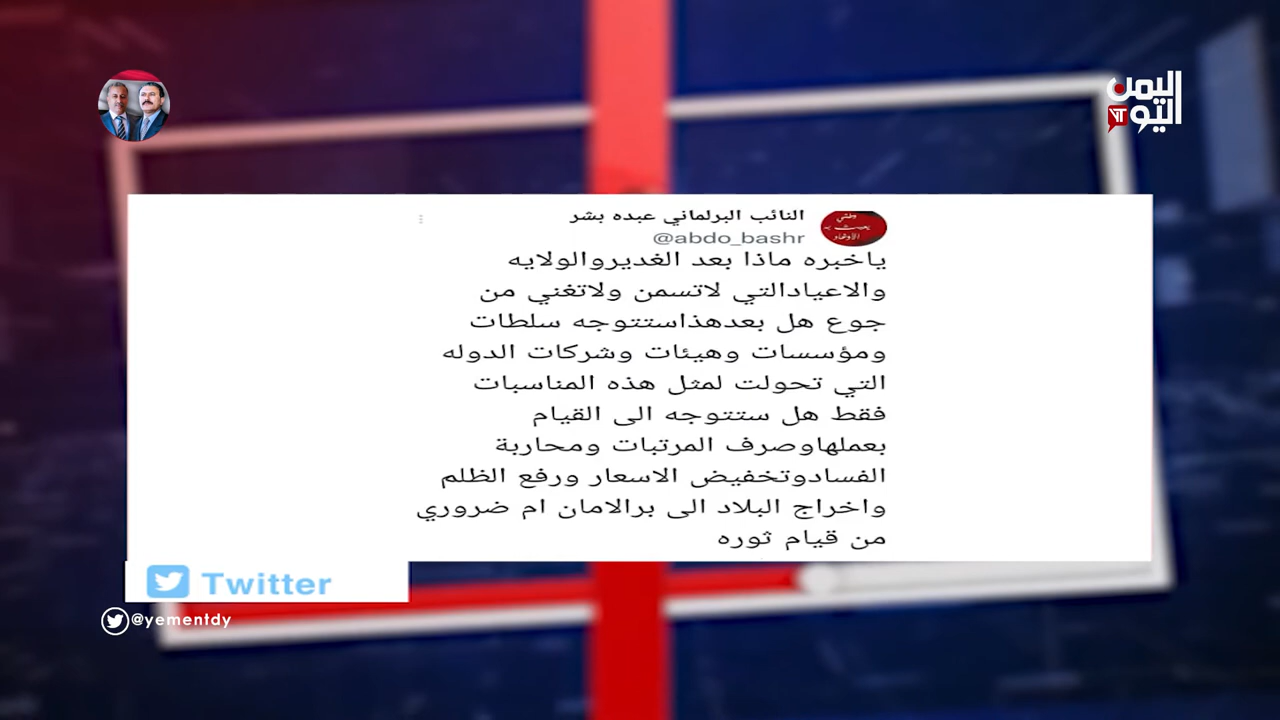 اليمن
اليوم
النائب البرلماني عبده بشر
@abdo_bashr
ياخبره ماذا بعد الغديروالولايه
والاعيادالتي لاتسمن ولاتغني من
جوع هل بعدهذاستتوجه سلطات
ومؤسسات وهيئات وشركات الدوله
التي تحولت لمثل هذه المناسبات
فقط هل ستتوجه الى القيام
بعملهاوصرف المرتبات ومحاربة
الفسادوتخفيض الاسعار ورفع الظلم
واخراج البلاد الى برالامان ام ضروري
من قيام ثوره
Twitter
@yementdy